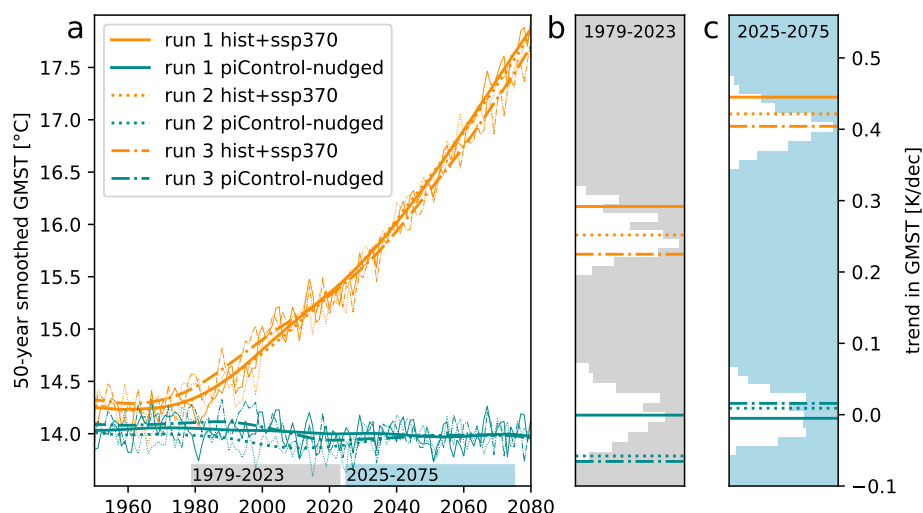 a
run 1 hist+ssp370
run 1 piControl-nudged
run 2 hist+ssp370
run 2 piControl-nudged
run 3 hist+ssp370
run 3 piControl-nudged
50-year smoothed GMST [°C]
17.5
17.0
16.5
16.0
15.5
15.0
14.5
14.0
1979-2023
2025-2075
1960
1980
2000
2020
2040
2060
2080
b
1979-2023
c
2025-2075
0.5
0.4
0.3
0.2
0.1
0.0
−0.1
trend in GMST [K/dec]